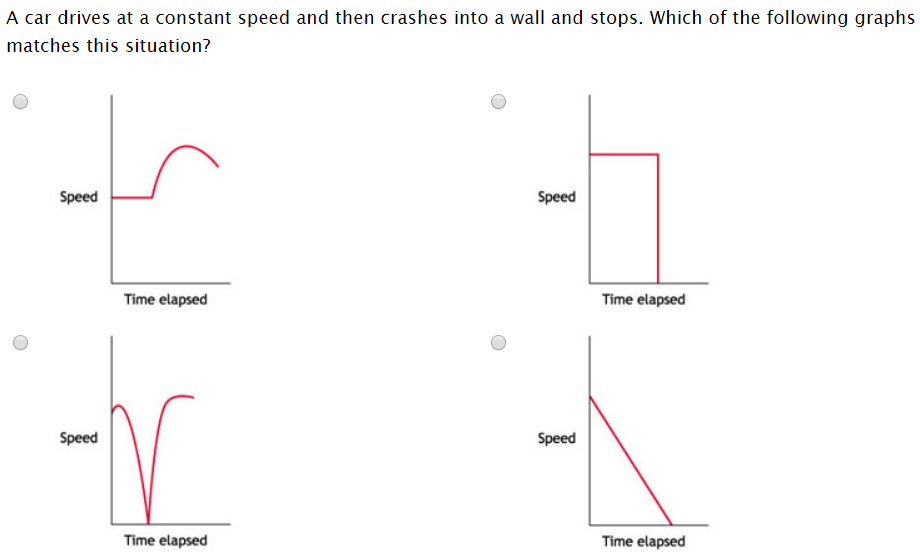 A car drives at a constant speed and then crashes into a wall and stops. Which of the following graphs
matches this situation?
Speed
Time elapsed
Speed
Time elapsed
Speed
Time elapsed
Speed
Time elapsed